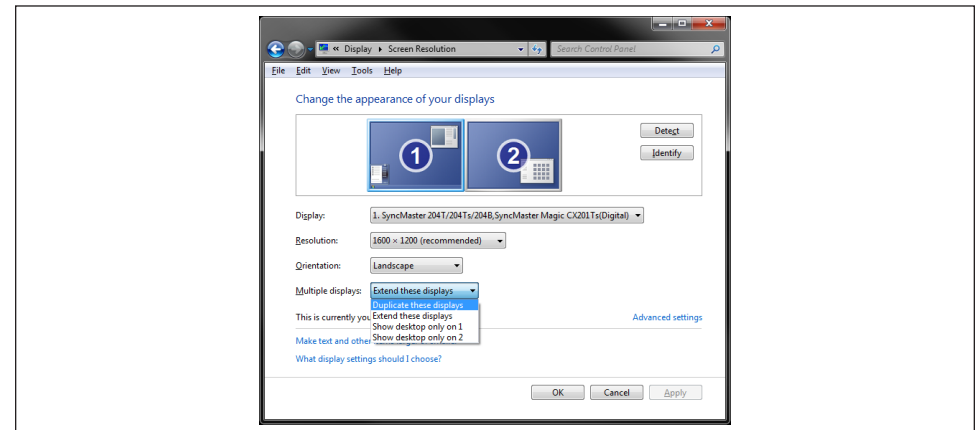 « Display ▸ Screen Resolution Search Control Panel
File Edit View Tools Help
Change the appearance of your displays
1 2
Detect
Identify
Display: 1. SyncMaster 204T/204Ts/204B,SyncMaster Magic CX201Ts(Digital)
Resolution: 1600 × 1200 (recommended)
Orientation: Landscape
Multiple displays: Extend these displays
Duplicate these displays
This is currently you Extend these displays Advanced settings
Show desktop only on 1
Make text and othe Show desktop only on 2
What display settings should I choose?
OK Cancel Apply